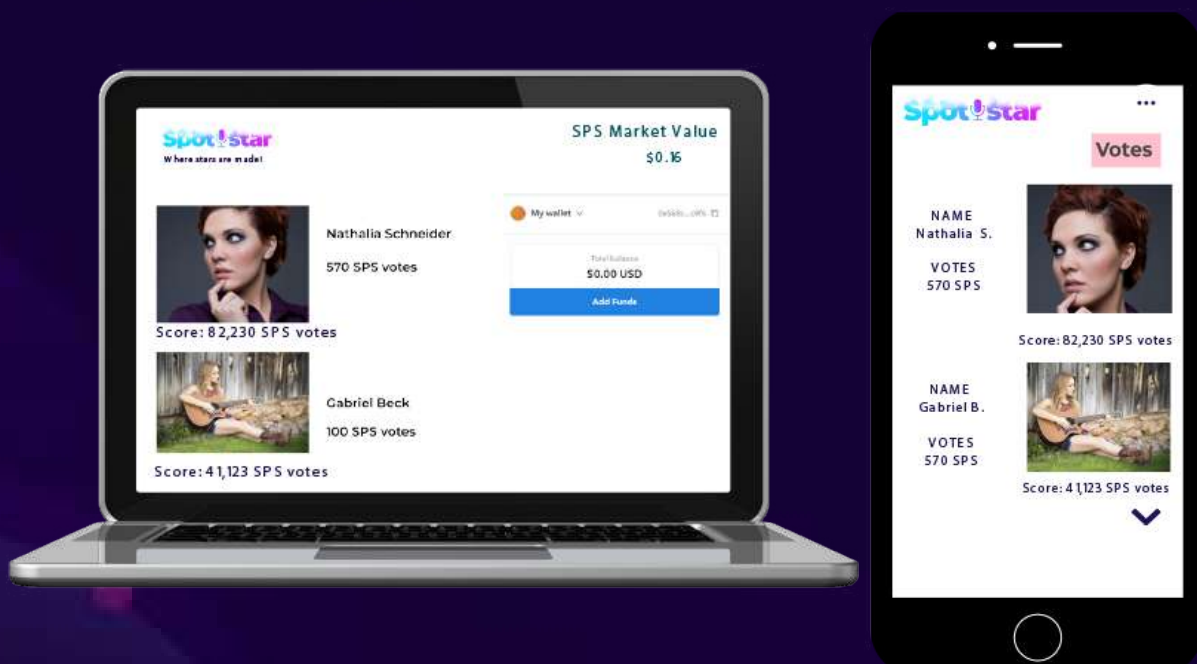 Spotstar
Where stars are made!
SPS Market Value
$0.16
My wallet
Total Balance
$0.00 USD
Add Funds
Nathalia Schneider
570 SPS votes
Score: 82,230 SPS votes
Gabriel Beck
100 SPS votes
Score: 41,123 SPS votes
Spotstar
Votes
NAME
Nathalia S.
VOTES
570 SPS
Score: 82,230 SPS votes
NAME
Gabriel B.
VOTES
570 SPS
Score: 41,123 SPS votes